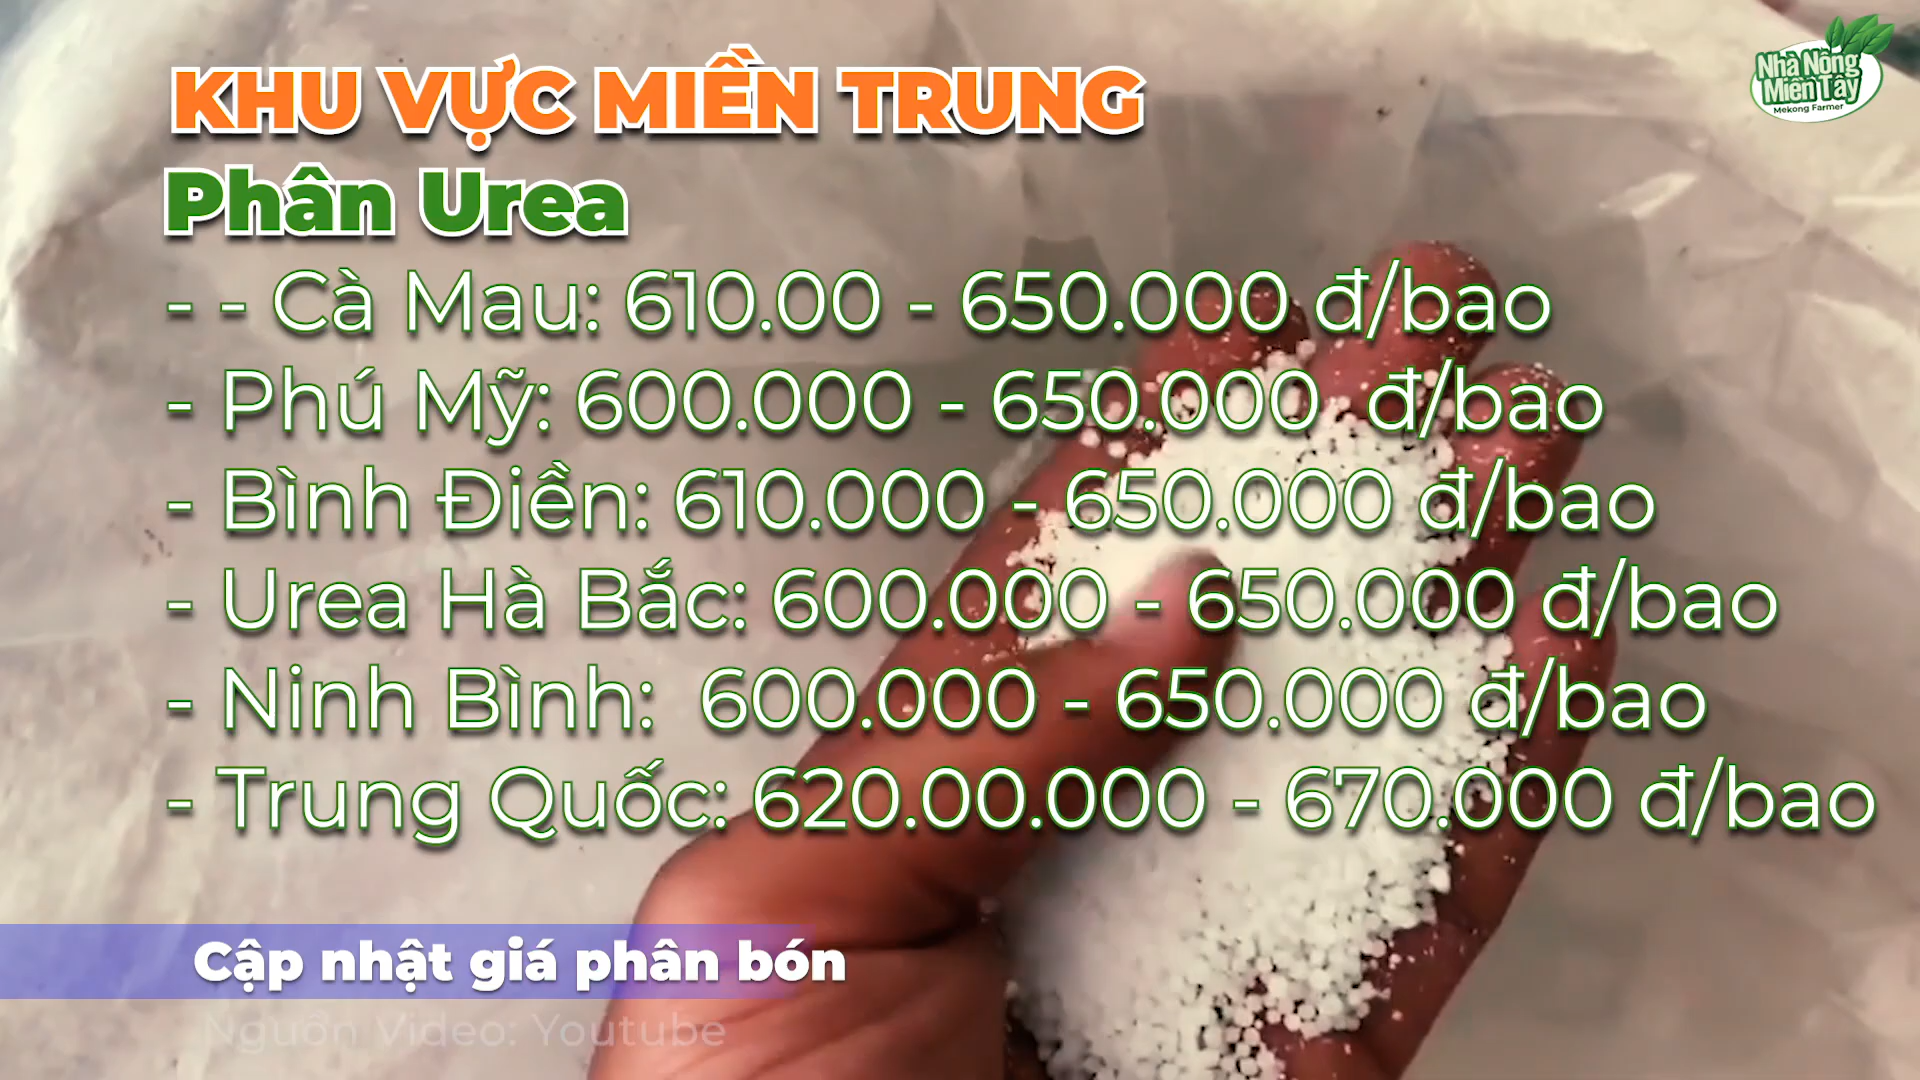 KHU VỰC MIỀN TRUNG
Nhà Nông
Miền Tây
Mekong Farmer
Phân Urea
- - Cà Mau: 610.00 - 650.000 đ/bao
- Phú Mỹ: 600.000 - 650.000  đ/bao
- Bình Điền: 610.000 - 650.000 đ/bao
- Urea Hà Bắc: 600.000 - 650.000 đ/bao
- Ninh Bình:  600.000 - 650.000 đ/bao
- Trung Quốc: 620.00.000 - 670.000 đ/bao
Cập nhật giá phân bón
Nguồn Video: Youtube